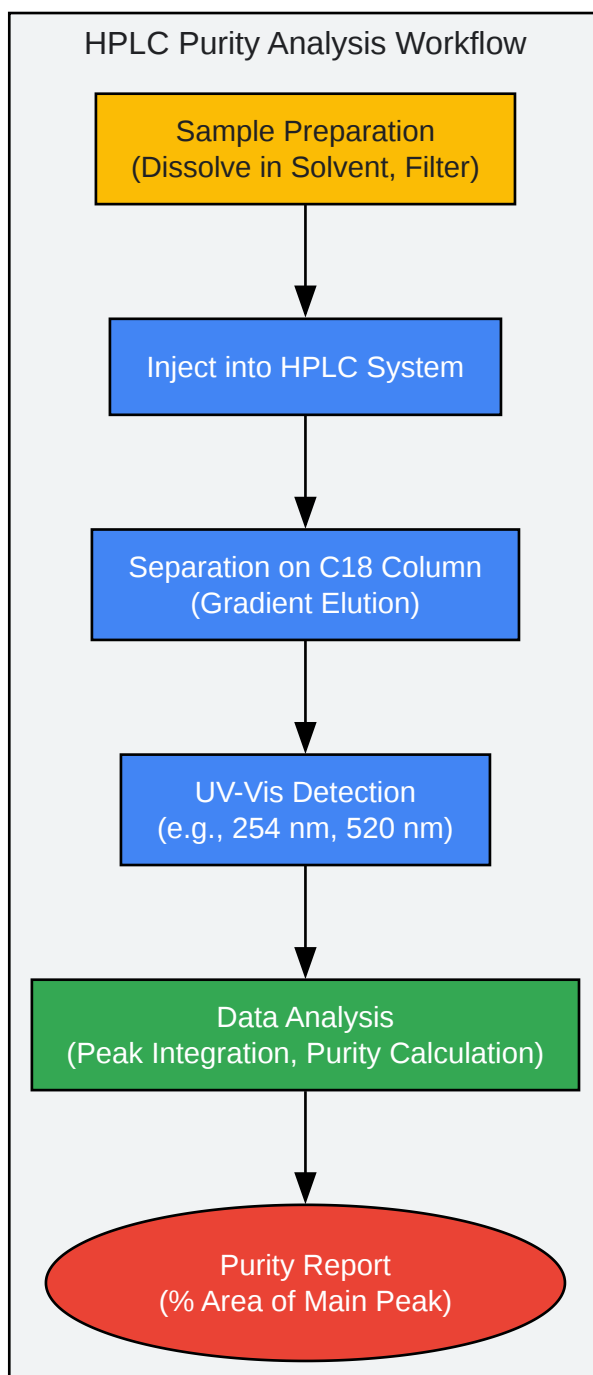 HPLC Purity Analysis Workflow
Sample Preparation
(Dissolve in Solvent, Filter)
Inject into HPLC System
Separation on C18 Column
(Gradient Elution)
UV-Vis Detection
(e.g., 254 nm, 520 nm)
Data Analysis
(Peak Integration, Purity Calculation)
Purity Report
(% Area of Main Peak)